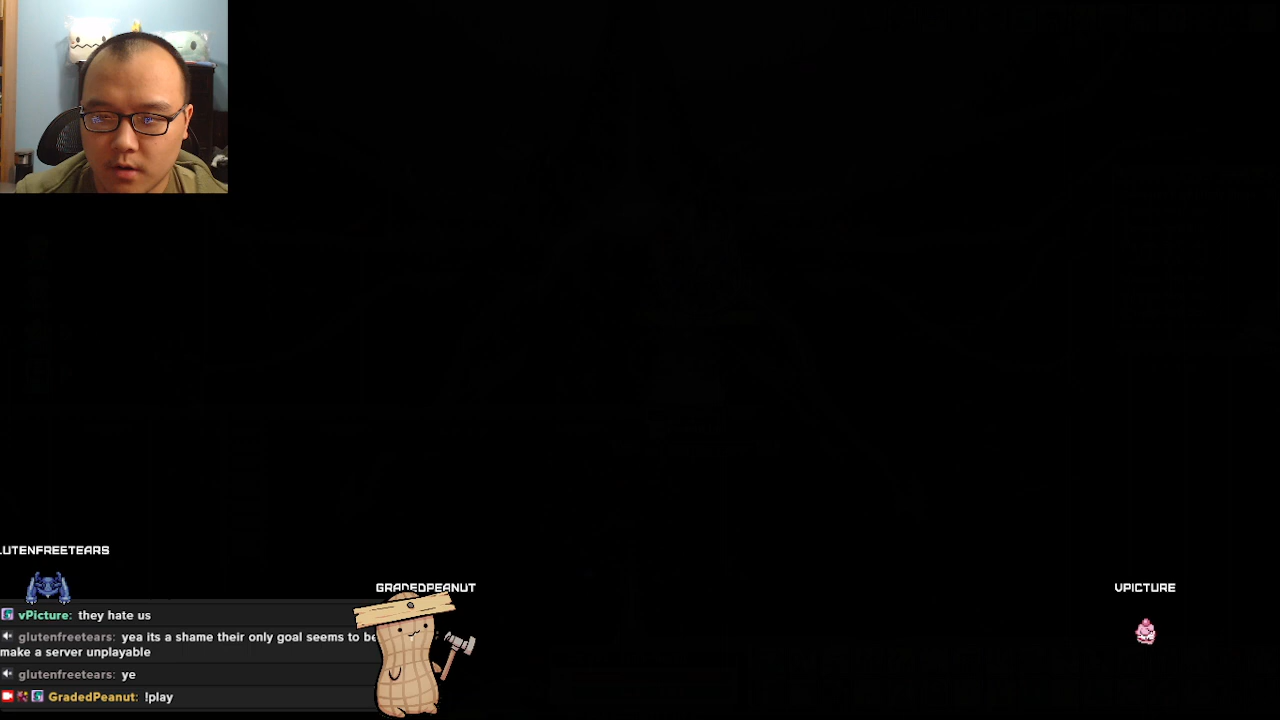 LUTENFREETEARS
GRADEDPEANUT
VPICTURE
vPicture: they hate us
glutenfreetears: yea its a shame their only goal seems to be
make a server unplayable
glutenfreetears: ye
GradedPeanut: !play